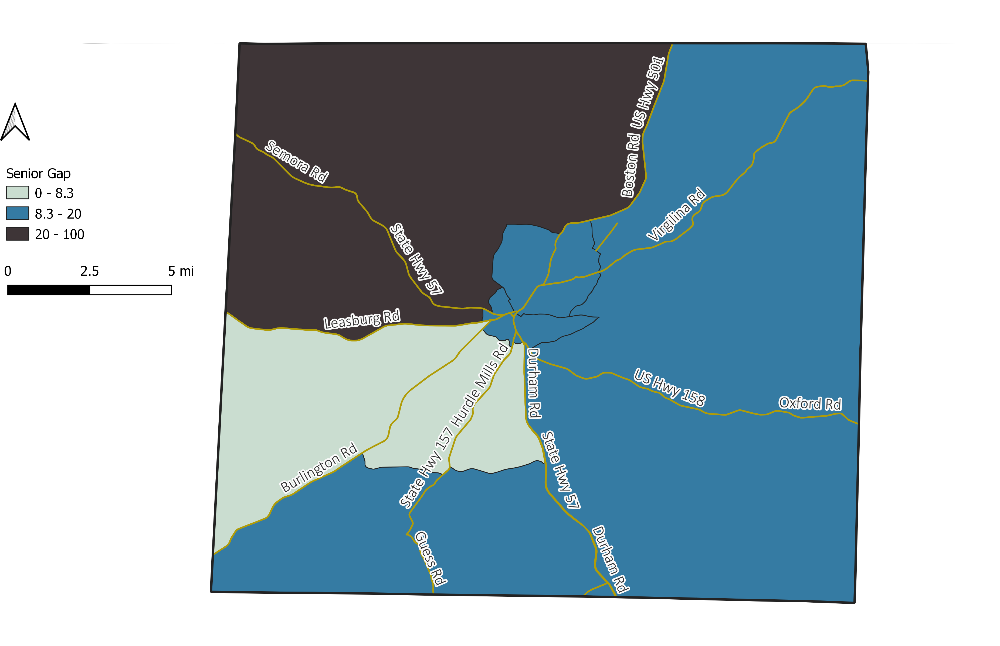 Senior Gap
0 - 8.3
8.3 - 20
20 - 100
0 2.5 5 mi
Boston Rd US Hwy 501
Semora Rd
Virgilina Rd
State Hwy 57
Leasburg Rd
Durham Rd
State Hwy 157 Hurdle Mills Rd
US Hwy 158
Oxford Rd
Burlington Rd
State Hwy 57
Guess Rd
Durham Rd